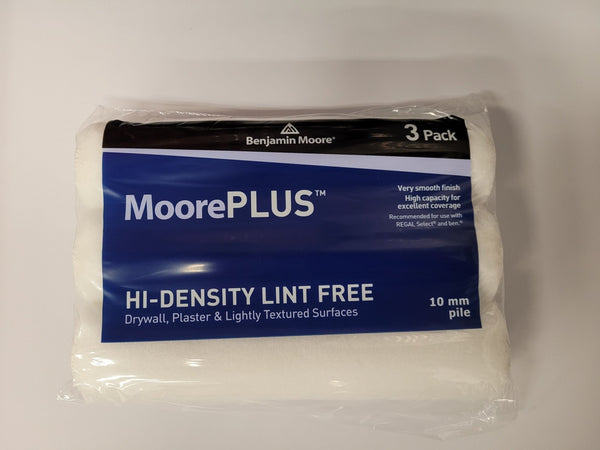 Benjamin Moore®
3 Pack
MoorePLUS™
Very smooth finish
High capacity for
excellent coverage
Recommended for use with
REGAL Select® and ben.®
HI-DENSITY LINT FREE
Drywall, Plaster & Lightly Textured Surfaces
10 mm
pile